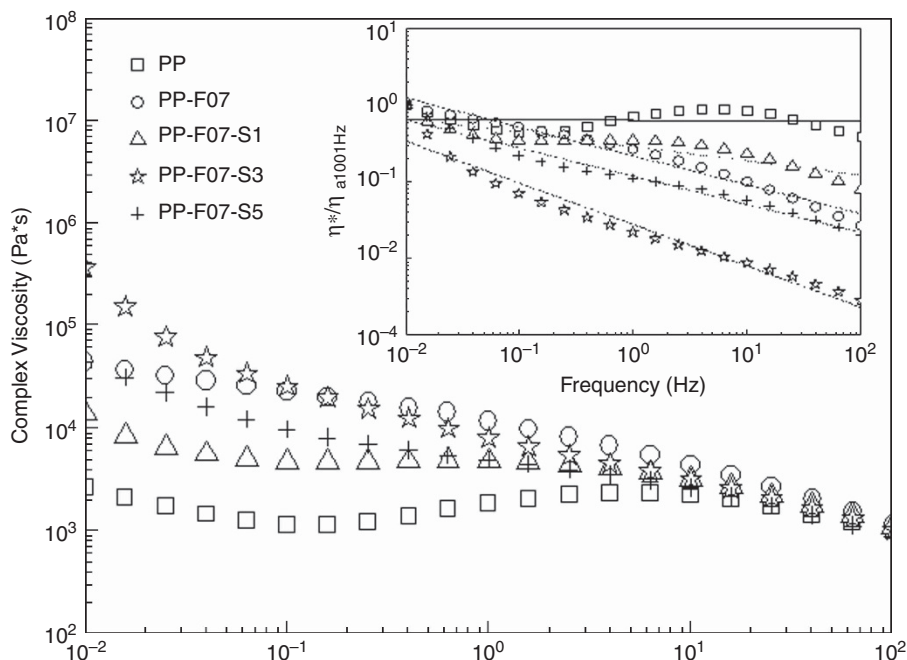 10^8
10^7
10^6
10^5
10^4
10^3
10^2
Complex Viscosity (Pa*s)
PP
PP-F07
PP-F07-S1
PP-F07-S3
PP-F07-S5
10^1
10^0
10^-1
10^-2
10^-4
η*/η a1001Hz
10^-2
10^-1
10^0
10^1
10^2
Frequency (Hz)
10^-2
10^-1
10^0
10^1
10^2